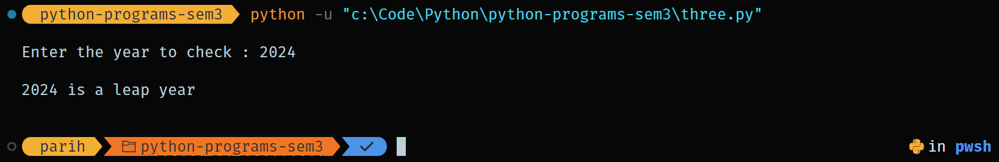 python-programs-sem3 python -u "c:\Code\Python\python-programs-sem3\three.py"
Enter the year to check : 2024
2024 is a leap year
parih python-programs-sem3 in pwsh